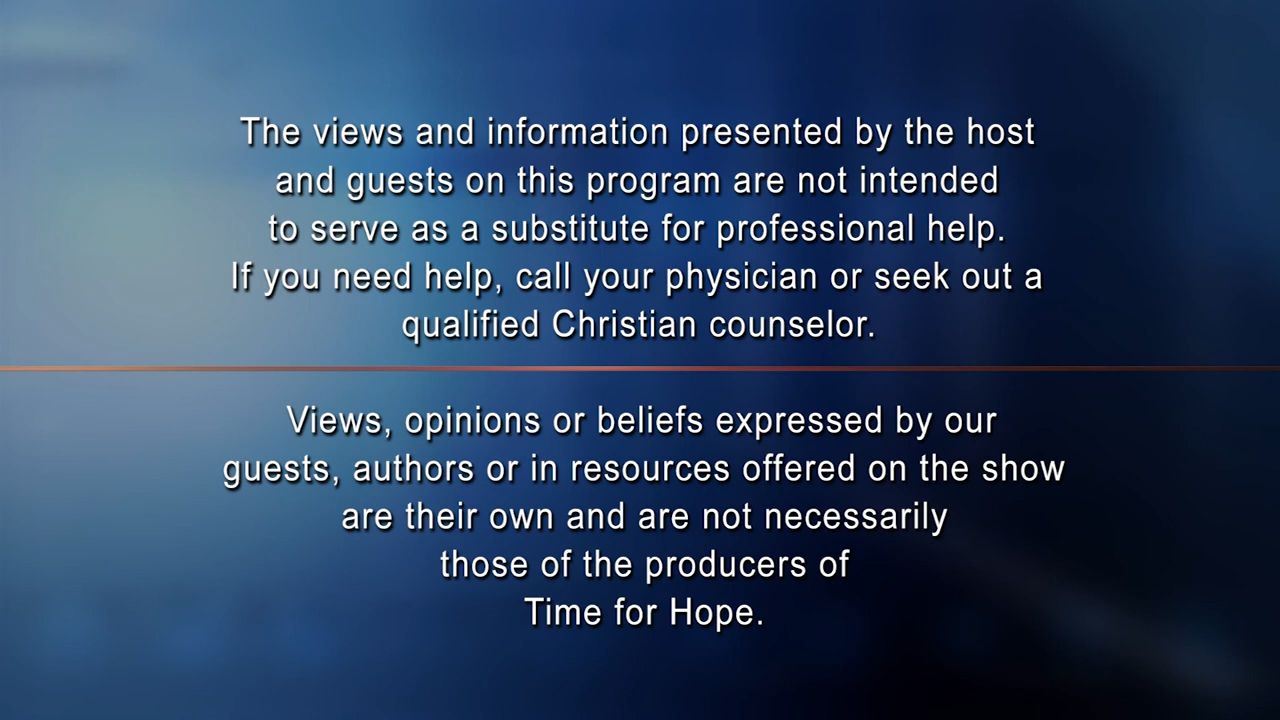 The views and information presented by the host
and guests on this program are not intended
to serve as a substitute for professional help.
If you need help, call your physician or seek out a
qualified Christian counselor.
Views, opinions or beliefs expressed by our
guests, authors or in resources offered on the show
are their own and are not necessarily
those of the producers of
Time for Hope.